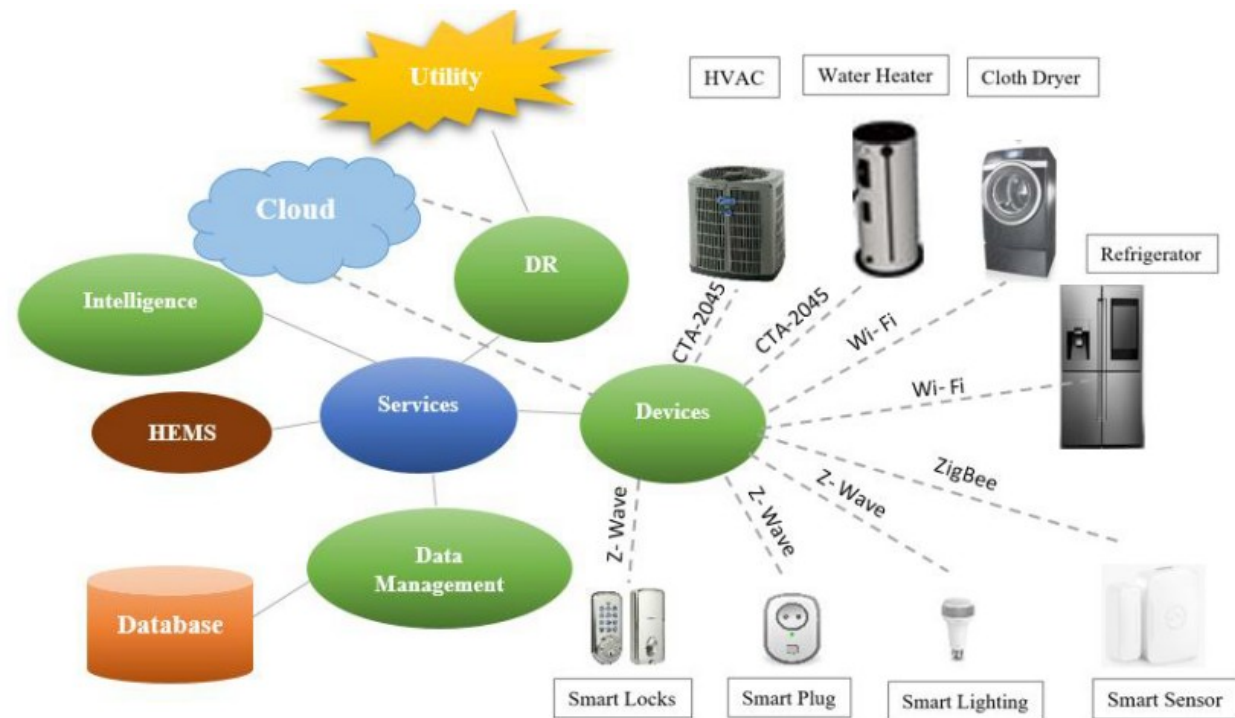 Utility
HVAC
Water Heater
Cloth Dryer
Cloud
DR
Refrigerator
Intelligence
CTA-2045
CTA-2045
Wi- Fi
Wi- Fi
Services
Devices
HEMS
ZigBee
Z- Wave
Z- Wave
Z- Wave
Data
Management
Database
Smart Locks
Smart Plug
Smart Lighting
Smart Sensor